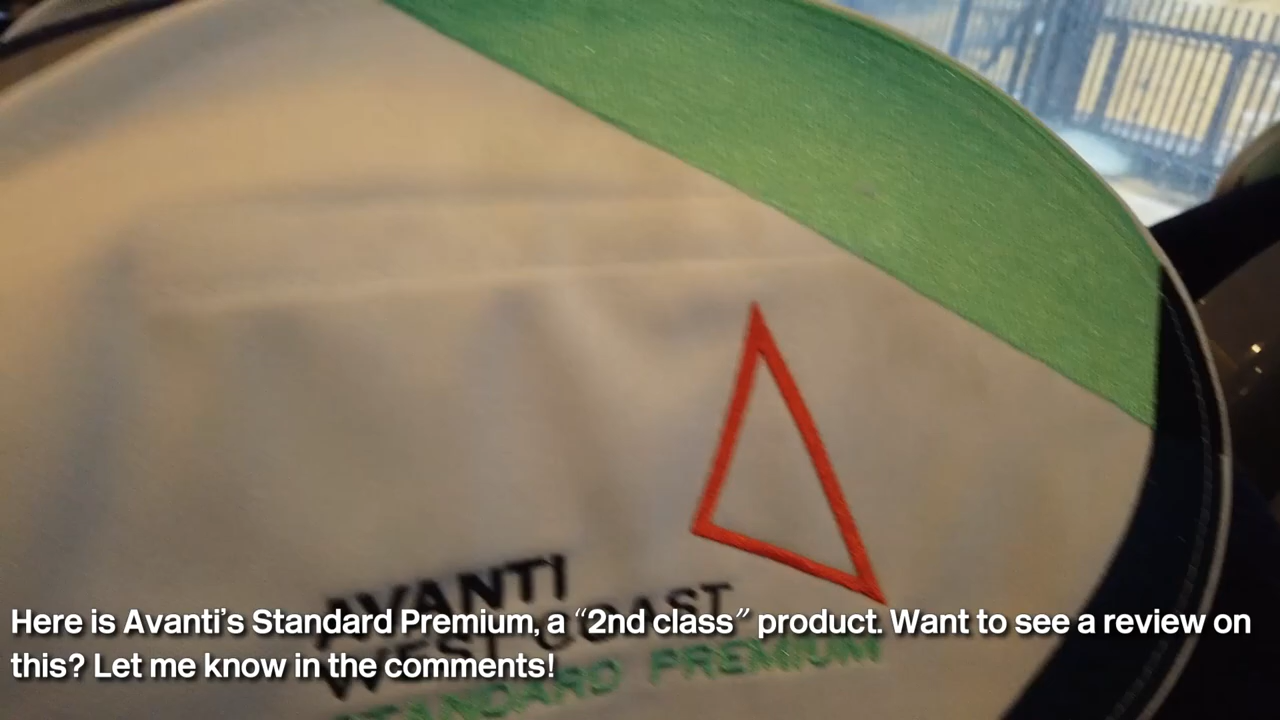 AVANTI
WEST COAST
STANDARD PREMIUM
Here is Avanti's Standard Premium, a “2nd class” product. Want to see a review on
this? Let me know in the comments!